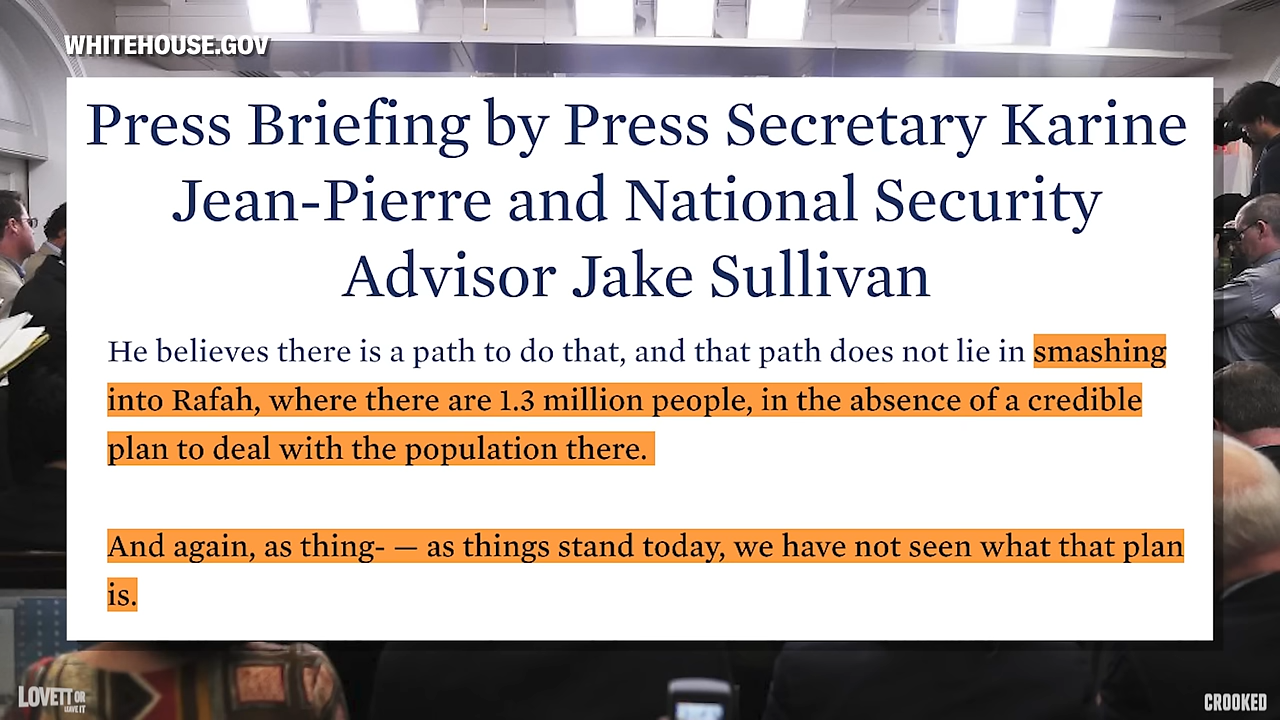 WHITEHOUSE.GOV
Press Briefing by Press Secretary Karine
Jean-Pierre and National Security
Advisor Jake Sullivan
He believes there is a path to do that, and that path does not lie in smashing
into Rafah, where there are 1.3 million people, in the absence of a credible
plan to deal with the population there.
And again, as thing- — as things stand today, we have not seen what that plan
is.
LOVETT OR
LEAVE IT
CROOKED